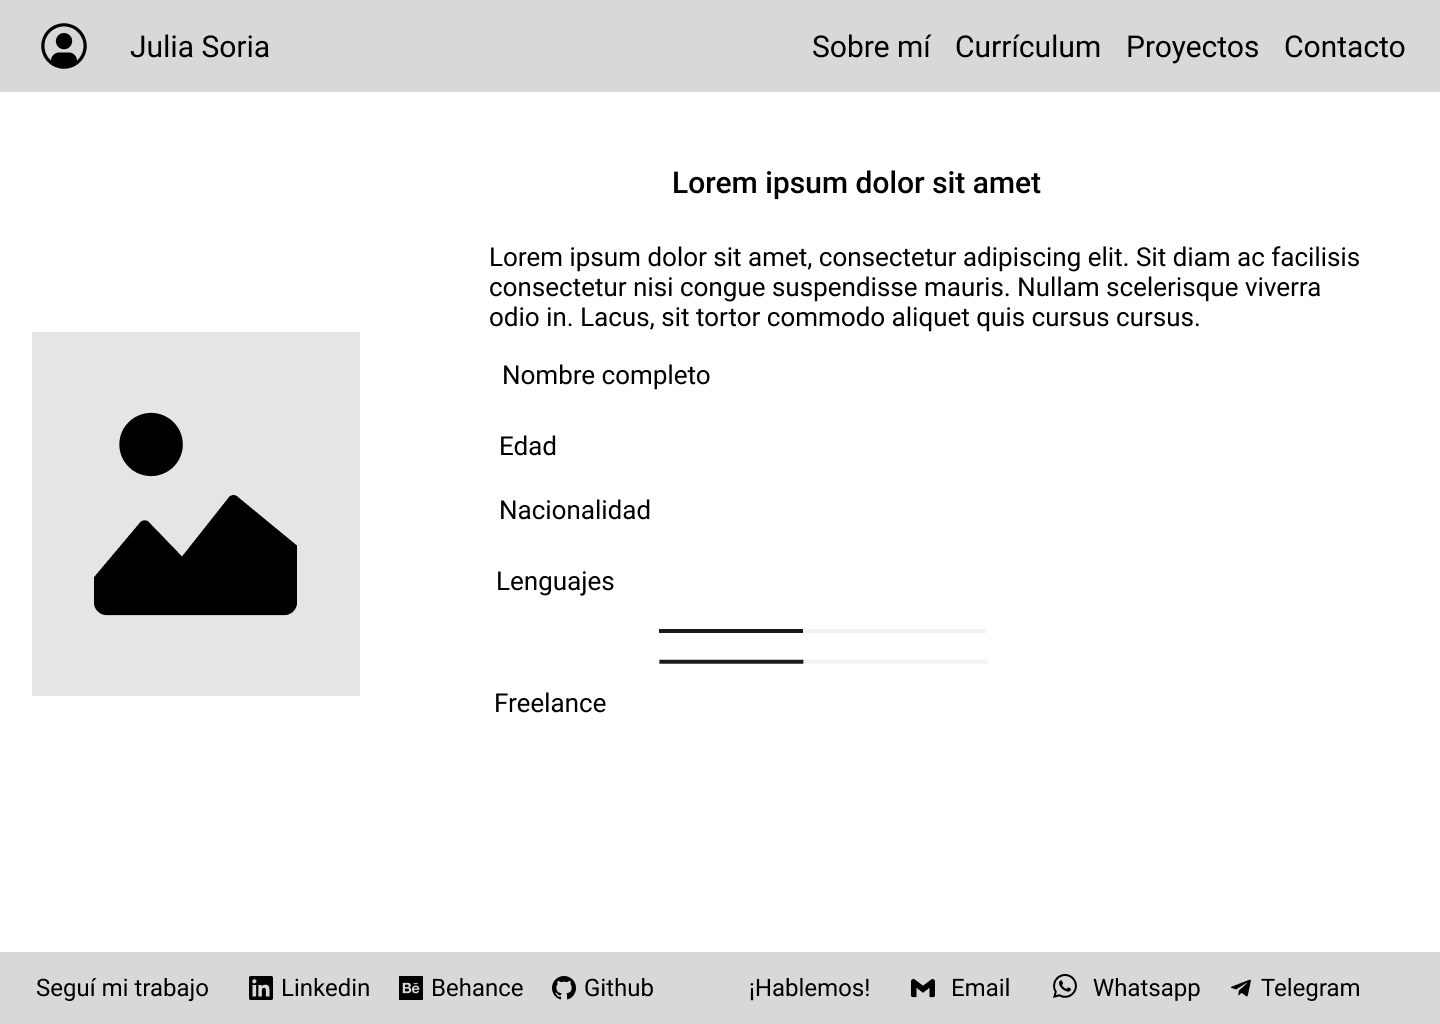 Julia Soria
Sobre mí Currículum Proyectos Contacto
Lorem ipsum dolor sit amet
Lorem ipsum dolor sit amet, consectetur adipiscing elit. Sit diam ac facilisis
consectetur nisi congue suspendisse mauris. Nullam scelerisque viverra
odio in. Lacus, sit tortor commodo aliquet quis cursus cursus.
Nombre completo
Edad
Nacionalidad
Lenguajes
Freelance
Seguí mi trabajo in Linkedin Bē Behance Github ¡Hablemos! Email Whatsapp Telegram